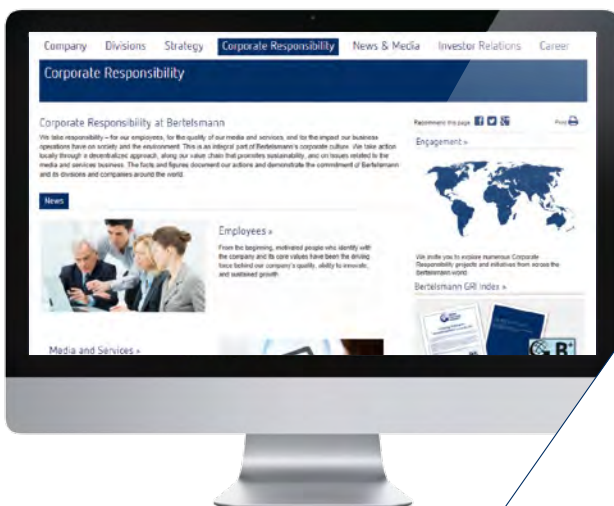 Company Divisions Strategy Corporate Responsibility News & Media Investor Relations Career
Corporate Responsibility
Corporate Responsibility at Bertelsmann
We take responsibility – for our employees, for the quality of our media and services, and for the impact our business
operations have on society and the environment. This is an integral part of Bertelsmann's corporate culture. We take action
locally through a decentralized approach, along our value chain that promotes sustainability, and on issues related to the
media and services business. The facts and figures document our actions and demonstrate the commitment of Bertelsmann
and its divisions and companies around the world.
Recommend this page
Print
Engagement »
News
Employees »
From the beginning, motivated people who identify with
the company and its core values have been the driving
force behind our company's quality, ability to innovate,
and sustained growth.
We invite you to explore numerous Corporate
Responsibility projects and initiatives from across the
Bertelsmann world.
Bertelsmann GRI Index »
Media and Services »
B+